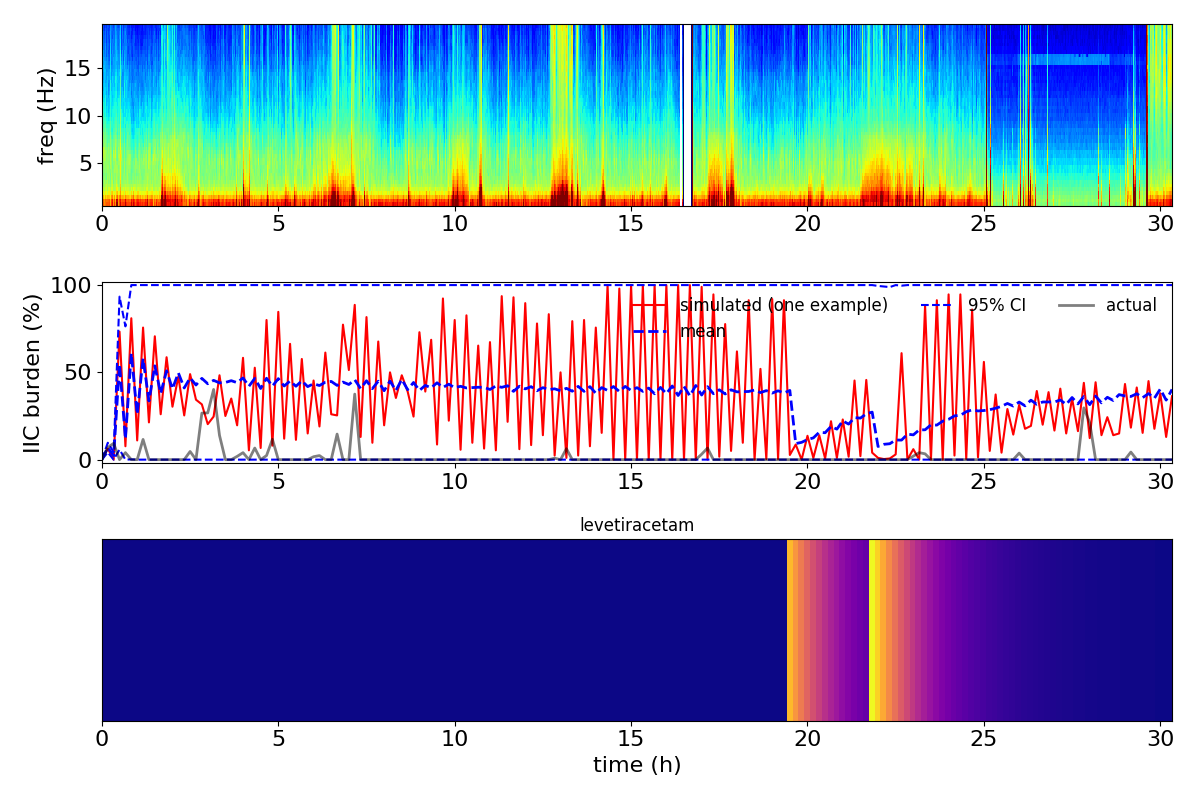 freq (Hz)
15
10
5
0 5 10 15 20 25 30
IIC burden (%)
100
50
0
simulated (one example) 95% CI actual
mean
0 5 10 15 20 25 30
levetiracetam
0 5 10 15 20 25 30
time (h)